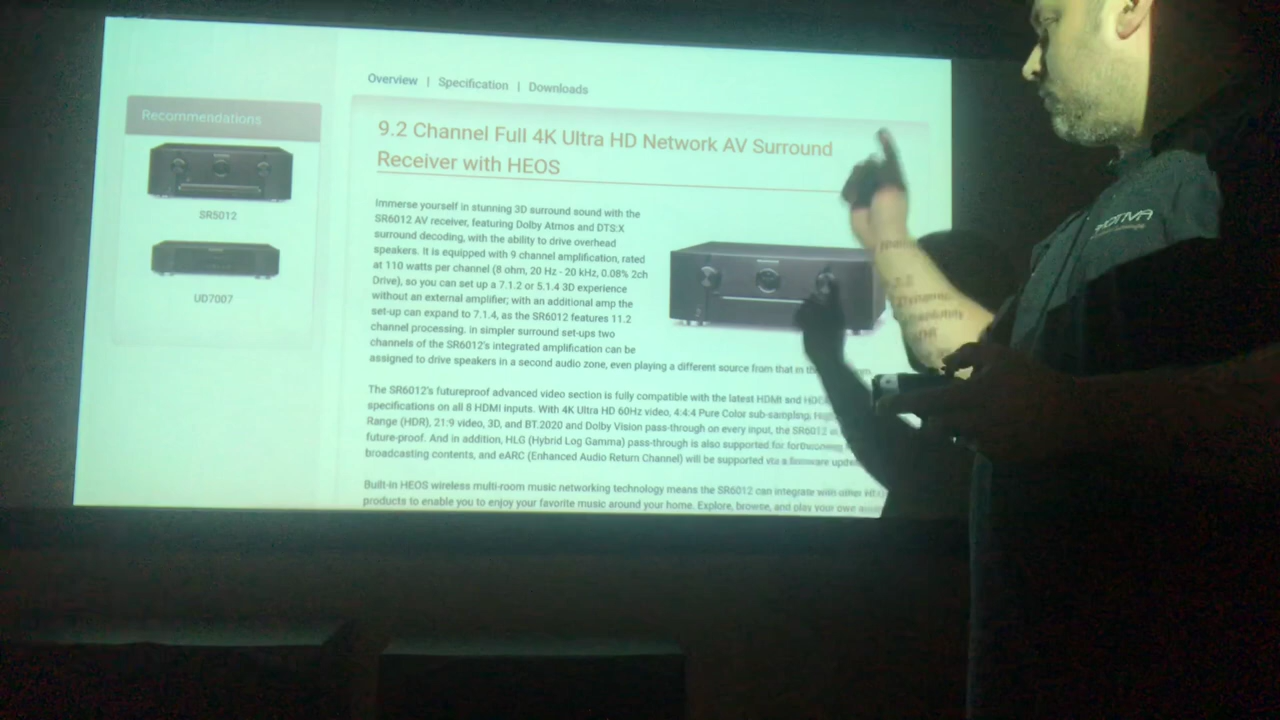 Overview | Specification | Downloads
Recommendations
SR5012
UD7007
9.2 Channel Full 4K Ultra HD Network AV Surround
Receiver with HEOS
Immerse yourself in stunning 3D surround sound with the
SR6012 AV receiver, featuring Dolby Atmos and DTS:X
surround decoding, with the ability to drive overhead
speakers. It is equipped with 9 channel amplification, rated
at 110 watts per channel (8 ohm, 20 Hz - 20 kHz, 0.08% 2ch
Drive), so you can set up a 7.1.2 or 5.1.4 3D experience
without an external amplifier; with an additional amp the
set-up can expand to 7.1.4, as the SR6012 features 11.2
channel processing. in simpler surround set-ups two
channels of the SR6012's integrated amplification can be
assigned to drive speakers in a second audio zone, even playing a different source from that in
The SR6012's futureproof advanced video section is fully compatible with the latest HDMI and
specifications on all 8 HDMI inputs. With 4K Ultra HD 60Hz video, 4:4:4 Pure Color sub-sampling,
Range (HDR), 21:9 video, 3D, and BT.2020 and Dolby Vision pass-through on every input, the SR6012
future-proof. And in addition, HLG (Hybrid Log Gamma) pass-through is also supported for forthcoming
broadcasting contents, and eARC (Enhanced Audio Return Channel) will be supported via a firmware
Built-in HEOS wireless multi-room music networking technology means the SR6012 can integrate with other
products to enable you to enjoy your favorite music around your home. Explore, browse, and play your own